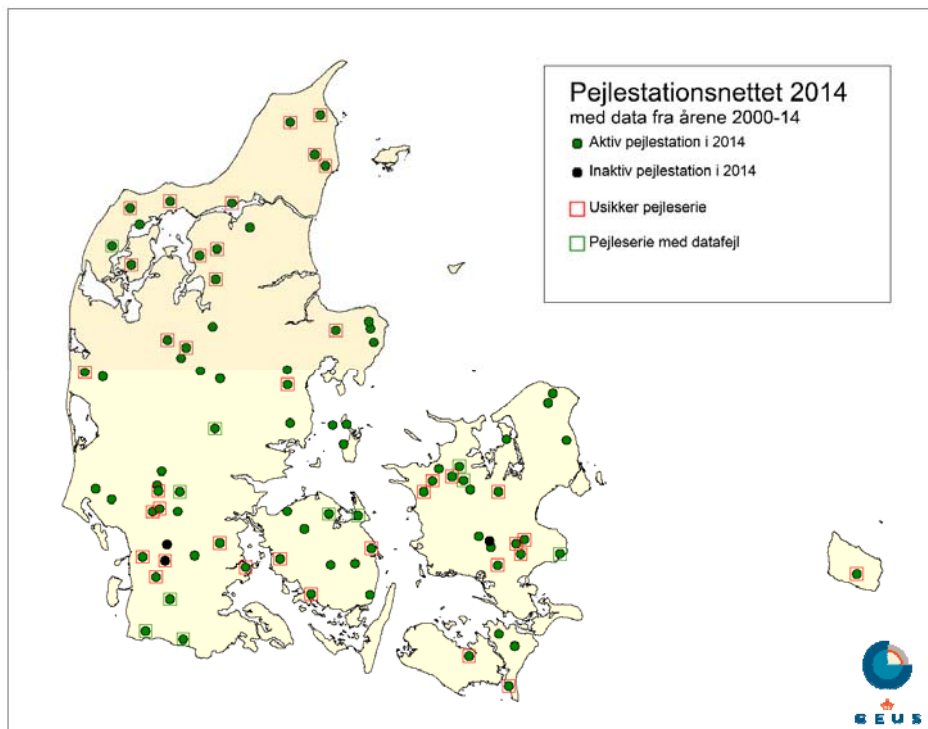 Pejlestationsnettet 2014
med data fra årene 2000-14
Aktiv pejlestation i 2014
Inaktiv pejlestation i 2014
Usikker pejleserie
Pejleserie med datafejl
GEUS